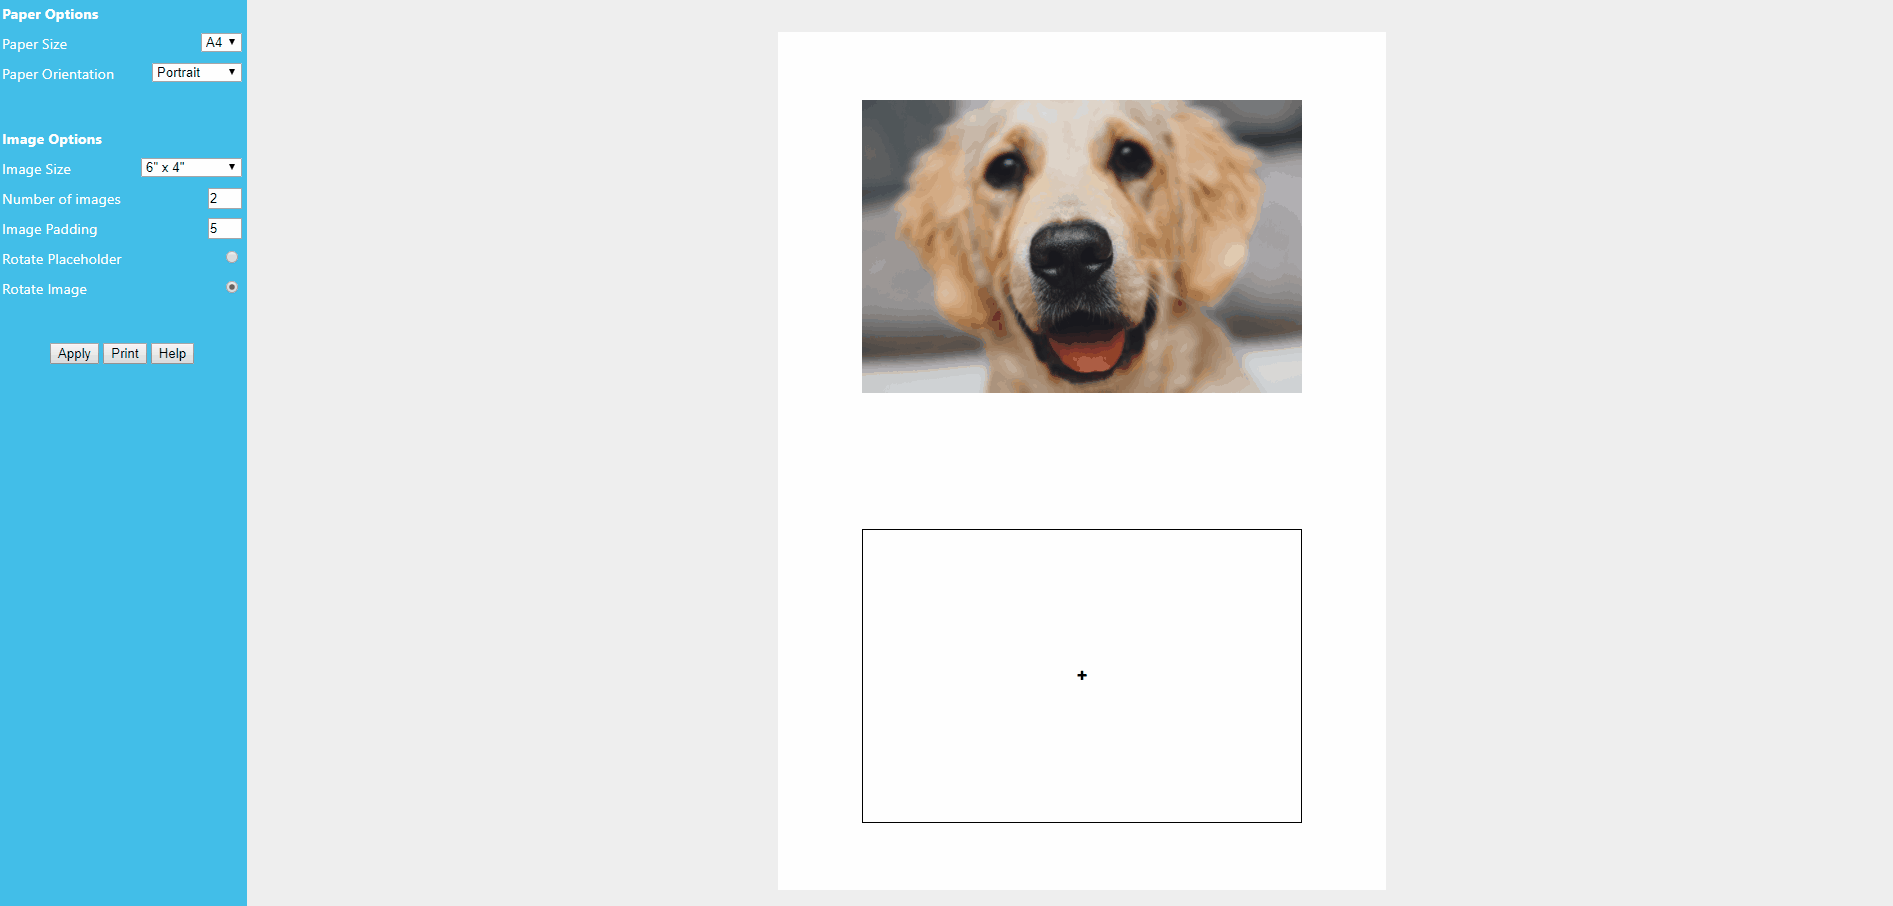 Paper Options
Paper Size A4
Paper Orientation Portrait
Image Options
Image Size 6" x 4"
Number of images 2
Image Padding 5
Rotate Placeholder
Rotate Image
Apply Print Help
+